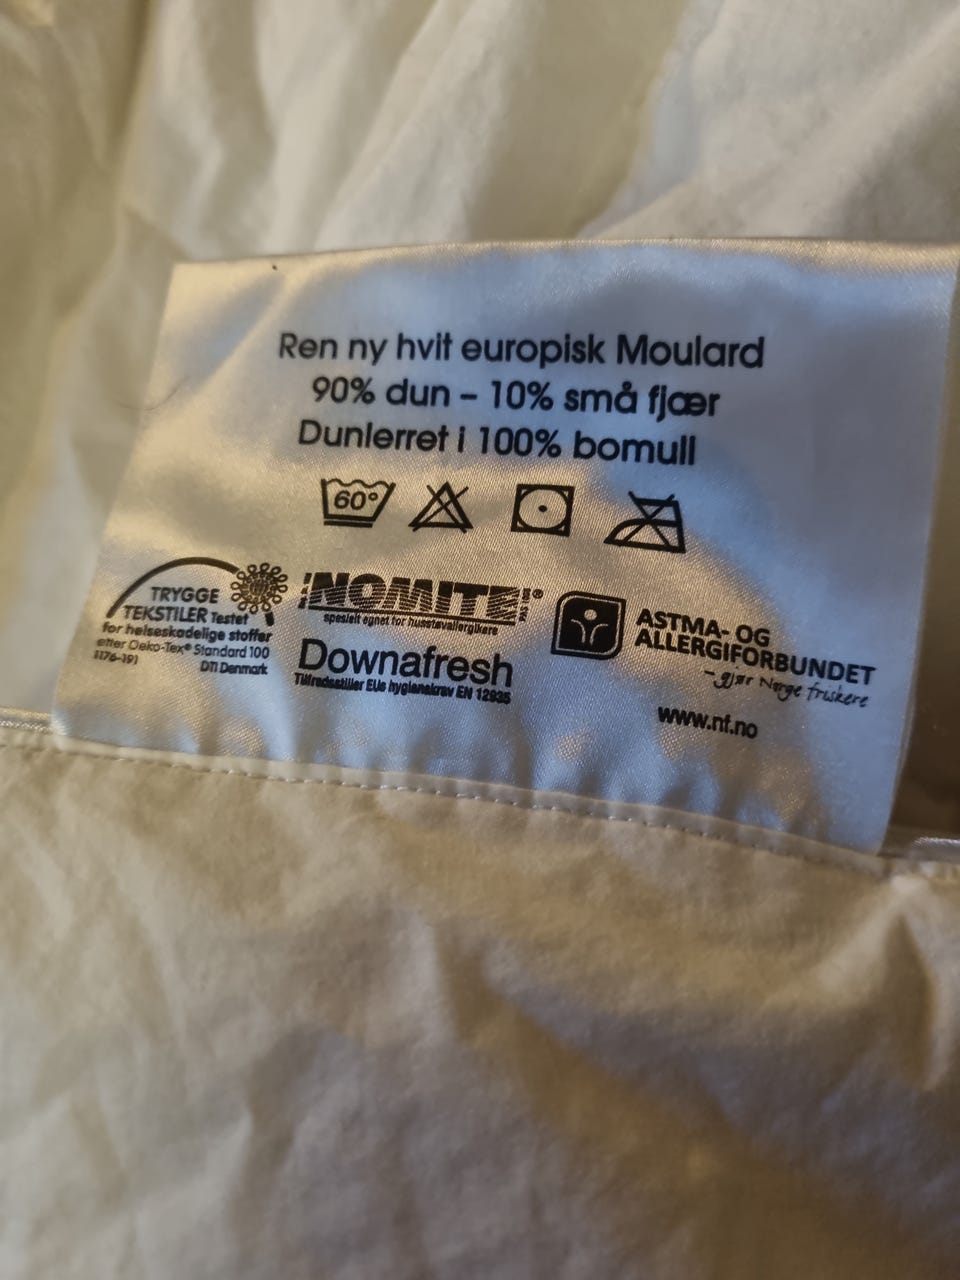 Ren ny hvit europisk Moulard
90% dun – 10% små fjær
Dunlerret i 100% bomull
60°
TRYGGE
TEKSTILER Testet
for helseskadelige stoffer
etter Oeko-Tex® Standard 100
1176-191
DTI Denmark
NOMITE®
spesielt egnet for husstøvallergikere
Downafresh
Tilfredsstiller EUs hygienekrav EN 12935
ASTMA- OG
ALLERGIFORBUNDET
– gjør Norge friskere
www.nf.no